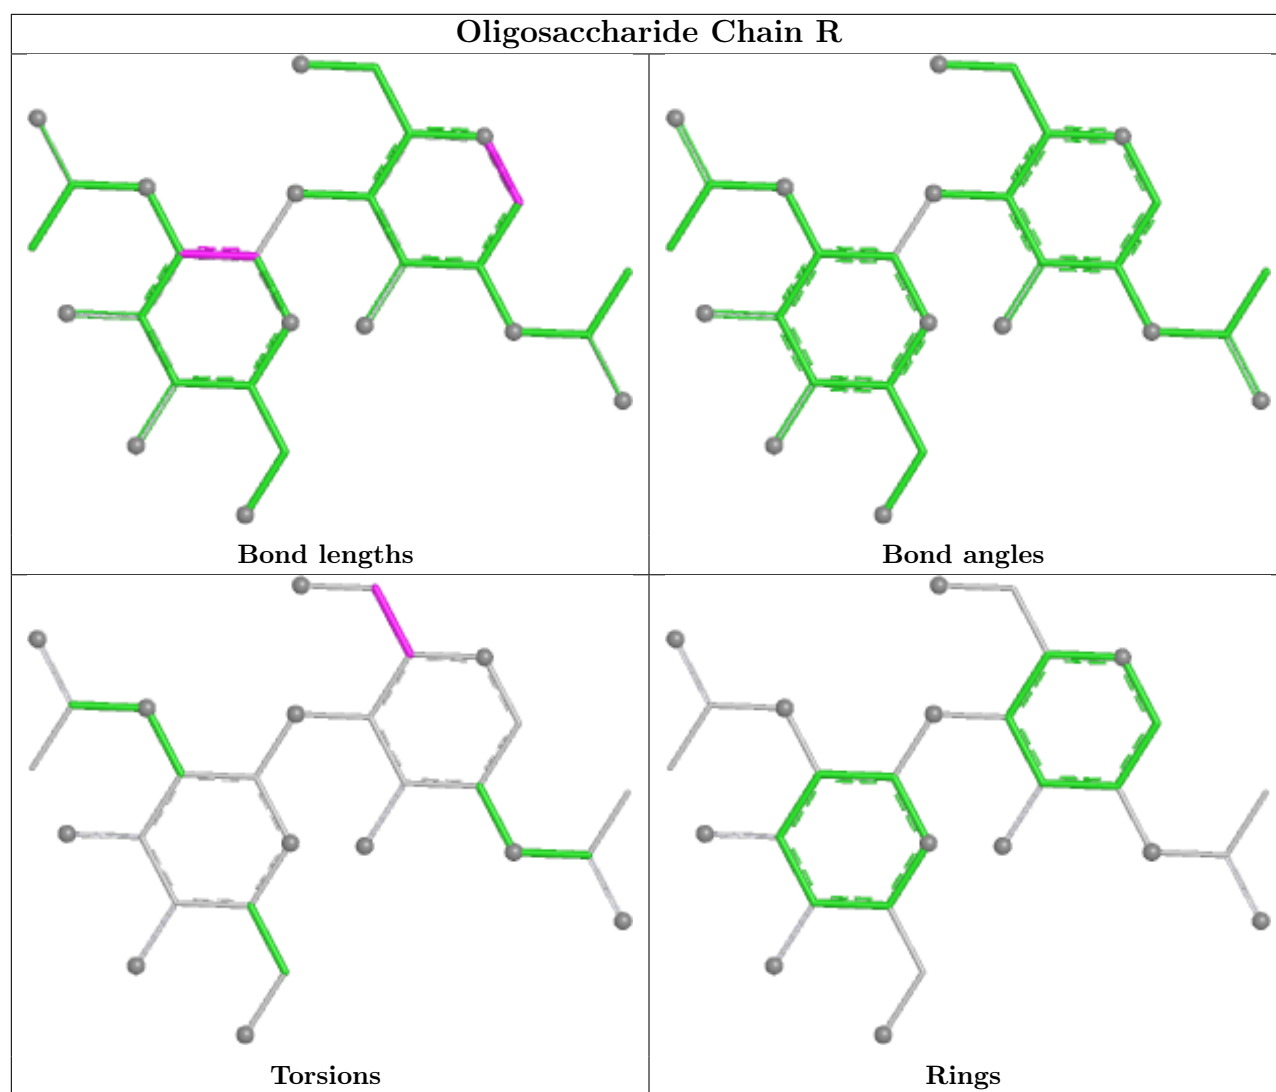 Oligosaccharide Chain R
Bond lengths
Bond angles
Torsions
Rings